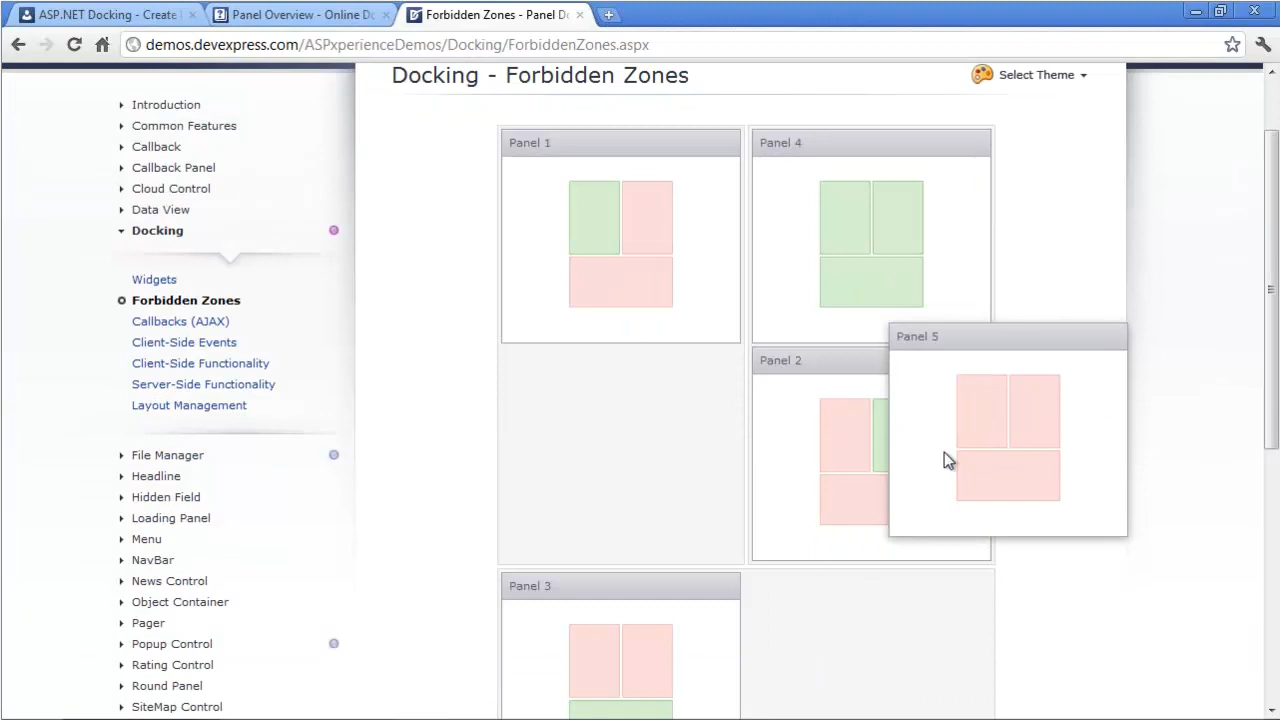 ASP.NET Docking - Create
Panel Overview - Online D
Forbidden Zones - Panel D
demos.devexpress.com/ASPxperienceDemos/Docking/ForbiddenZones.aspx
Docking - Forbidden Zones
Select Theme
Introduction
Common Features
Callback
Callback Panel
Cloud Control
Data View
Docking
Widgets
Forbidden Zones
Callbacks (AJAX)
Client-Side Events
Client-Side Functionality
Server-Side Functionality
Layout Management
File Manager
Headline
Hidden Field
Loading Panel
Menu
NavBar
News Control
Object Container
Pager
Popup Control
Rating Control
Round Panel
SiteMap Control
Panel 1
Panel 4
Panel 5
Panel 2
Panel 3